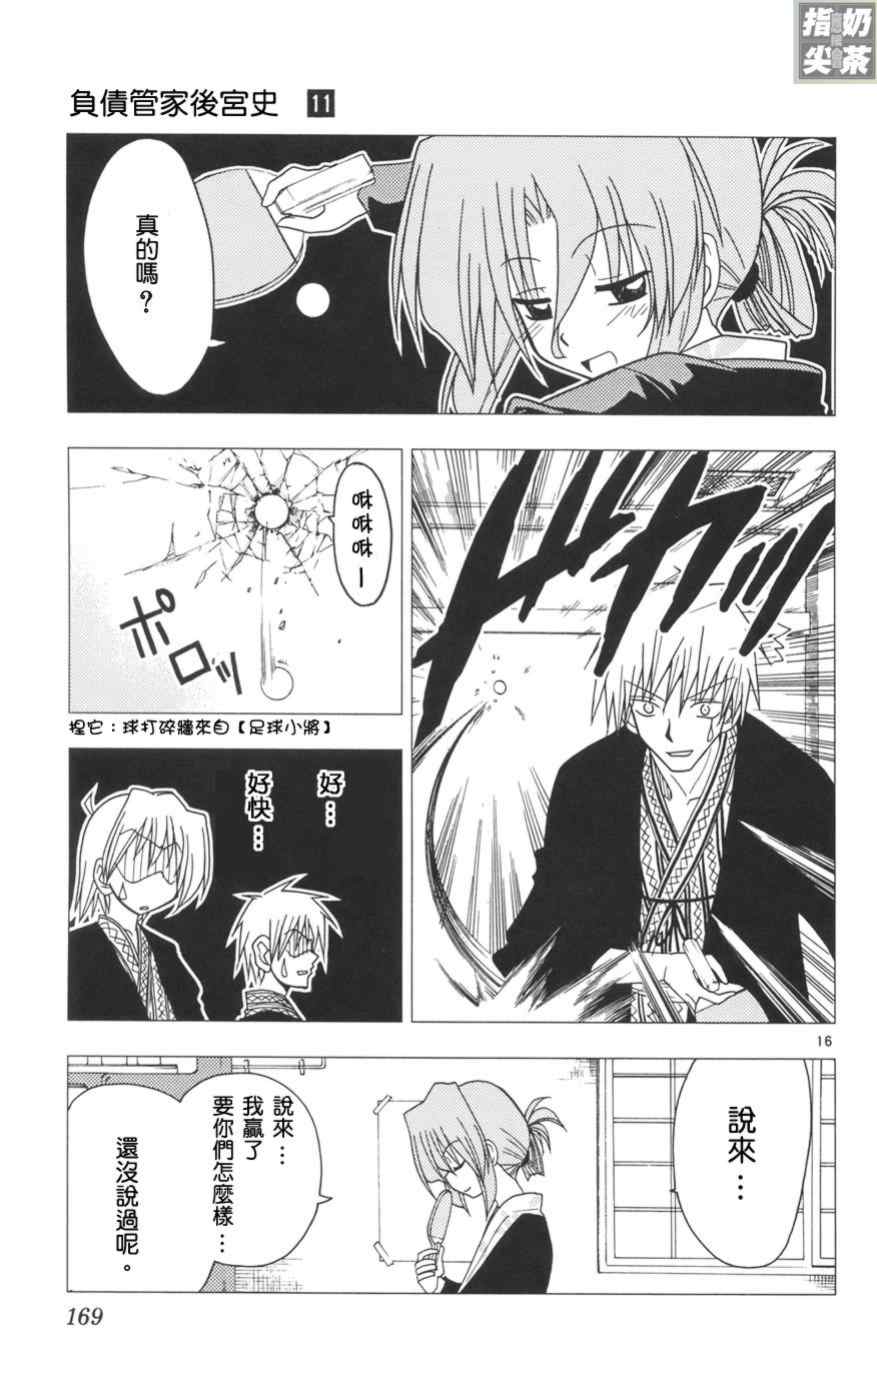 指奶
尖茶
負債管家後宮史 11
真的嗎？
咻咻咻ー
ポロッ
捏它：球打碎牆來自【足球小將】
好…
好快…
16
說來…
說來…
我贏了
要你們怎麼樣…
還沒說過呢。
169